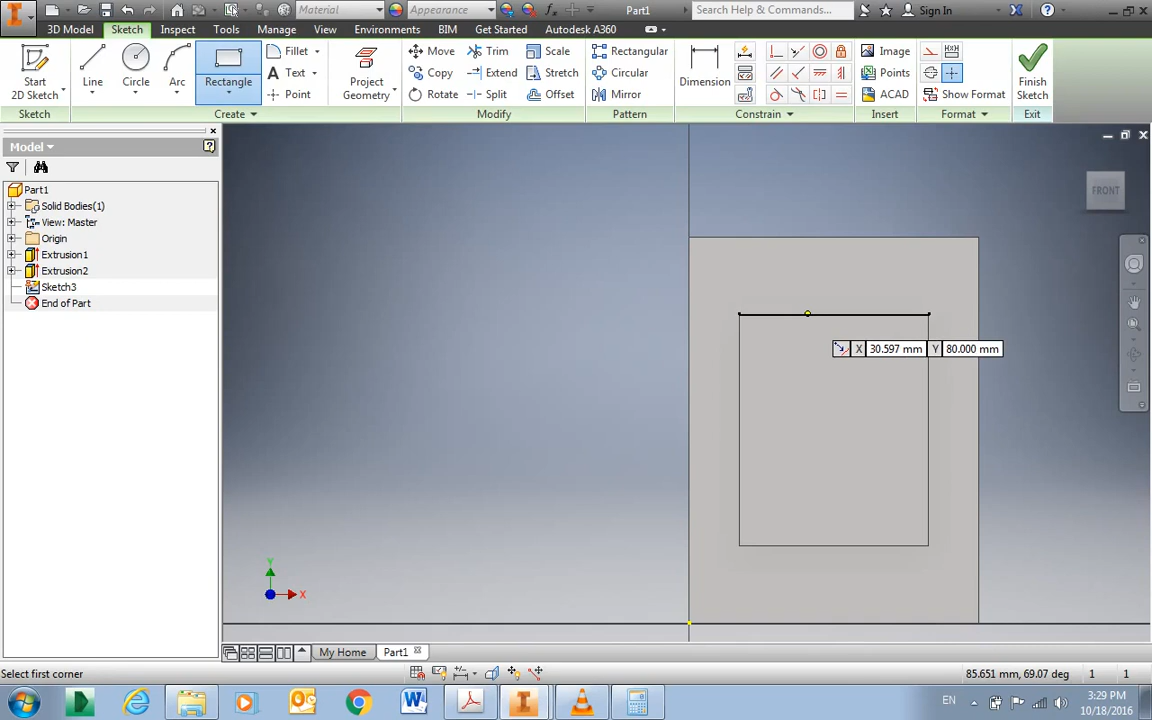 Material Appearance fx Part1 Search Help & Commands... Sign In
3D Model Sketch Inspect Tools Manage View Environments BIM Get Started Autodesk A360
Start 2D Sketch Line Circle Arc Rectangle Fillet Text Point Project Geometry Move Copy Rotate Trim Extend Split Scale Stretch Offset Rectangular Circular Mirror Dimension Image Points ACAD Show Format Finish Sketch
Sketch Create Modify Pattern Constrain Insert Format Exit
Model
Part1
Solid Bodies(1)
View: Master
Origin
Extrusion1
Extrusion2
Sketch3
End of Part
FRONT
X 30.597 mm Y 80.000 mm
Y
X
My Home Part1
Select first corner 85.651 mm, 69.07 deg 1 1
EN 3:29 PM
10/18/2016